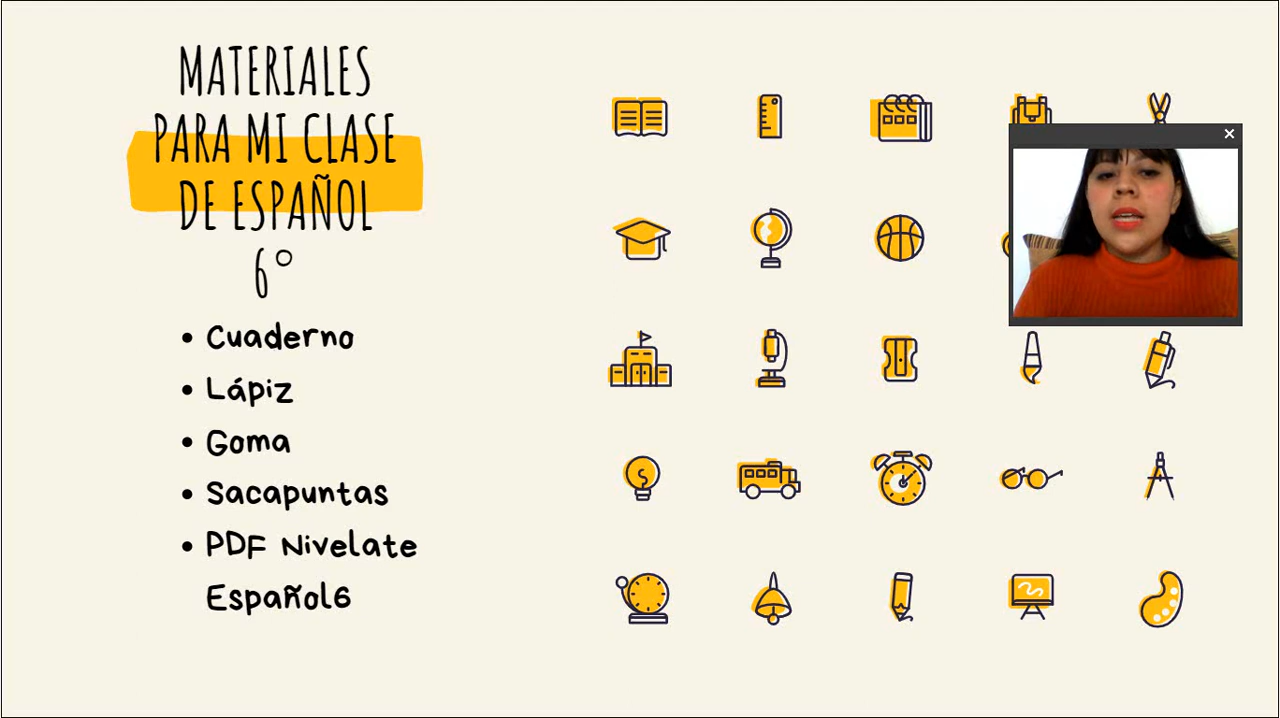 MATERIALES
PARA MI CLASE
DE ESPAÑOL
6°
• Cuaderno
• Lápiz
• Goma
• Sacapuntas
• PDF Nivelate
Español6